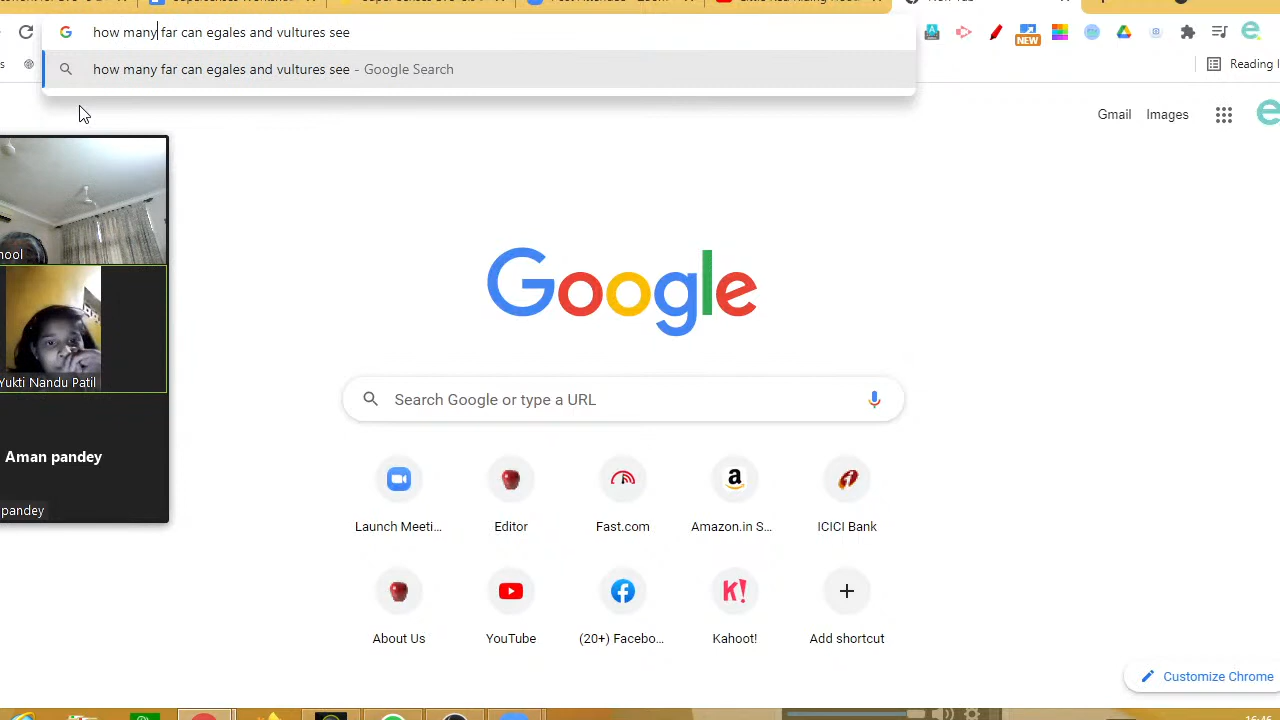 how many far can egales and vultures see
NEW
how many far can egales and vultures see - Google Search
Reading l
Gmail Images
hool
Yukti Nandu Patil
Aman pandey
pandey
Google
Search Google or type a URL
Launch Meeti...
Editor
Fast.com
Amazon.in S...
ICICI Bank
About Us
YouTube
(20+) Facebo...
Kahoot!
Add shortcut
Customize Chrome